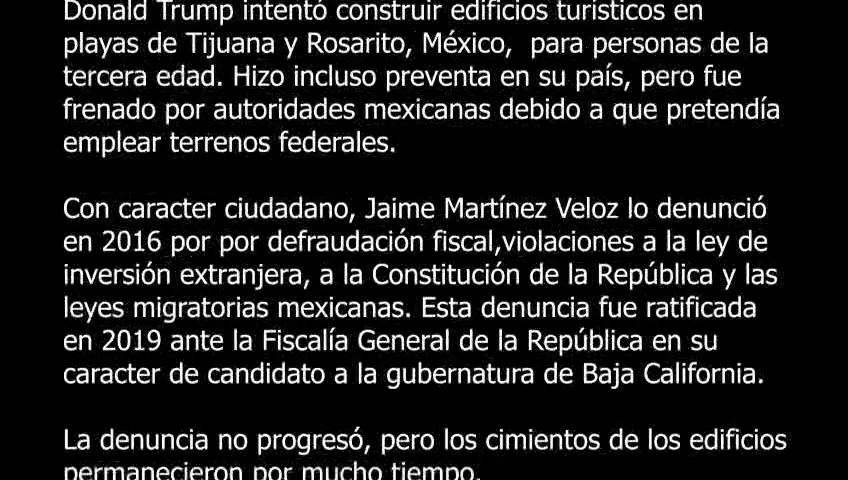 Donald Trump intentó construir edificios turísticos en
playas de Tijuana y Rosarito, México, para personas de la
tercera edad. Hizo incluso preventa en su país, pero fue
frenado por autoridades mexicanas debido a que pretendía
emplear terrenos federales.
Con caracter ciudadano, Jaime Martínez Veloz lo denunció
en 2016 por por defraudación fiscal,violaciones a la ley de
inversión extranjera, a la Constitución de la República y las
leyes migratorias mexicanas. Esta denuncia fue ratificada
en 2019 ante la Fiscalía General de la República en su
caracter de candidato a la gubernatura de Baja California.
La denuncia no progresó, pero los cimientos de los edificios
permanecieron por mucho tiempo.